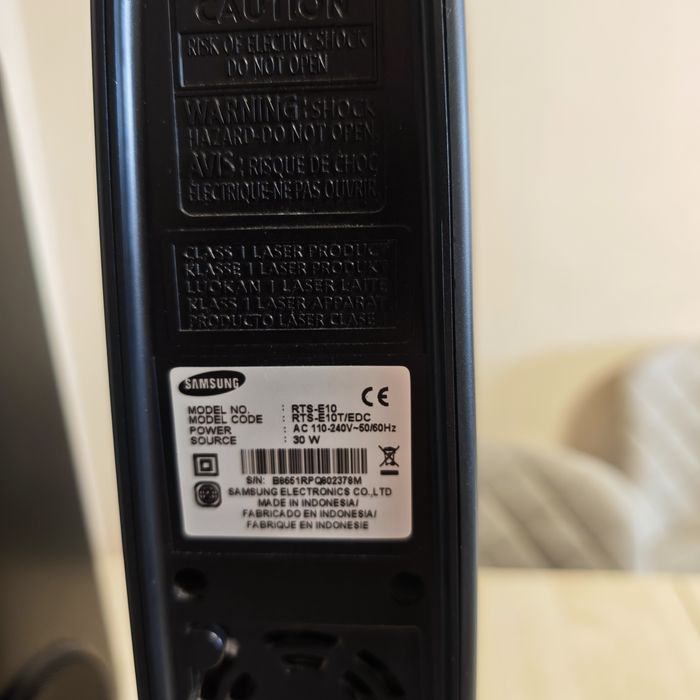 CAUTION
RISK OF ELECTRIC SHOCK
DO NOT OPEN
WARNING : SHOCK
HAZARD-DO NOT OPEN.
AVIS : RISQUE DE CHOC
ÉLECTRIQUE-NE PAS OUVRIR.
CLASS 1 LASER PRODUCT
KLASSE 1 LASER PRODUKT
LUOKAN 1 LASER LAITE
KLASS 1 LASER APPARAT
PRODUCTO LÁSER CLASE 1
SAMSUNG
CE
MODEL NO. : RTS-E10
MODEL CODE : RTS-E10T/EDC
POWER : AC 110-240V~50/60Hz
SOURCE : 30 W
S/N: B8651RPQ802378M
SAMSUNG ELECTRONICS CO.,LTD
MADE IN INDONESIA/
FABRICADO EN INDONESIA/
FABRIQUE EN INDONESIE